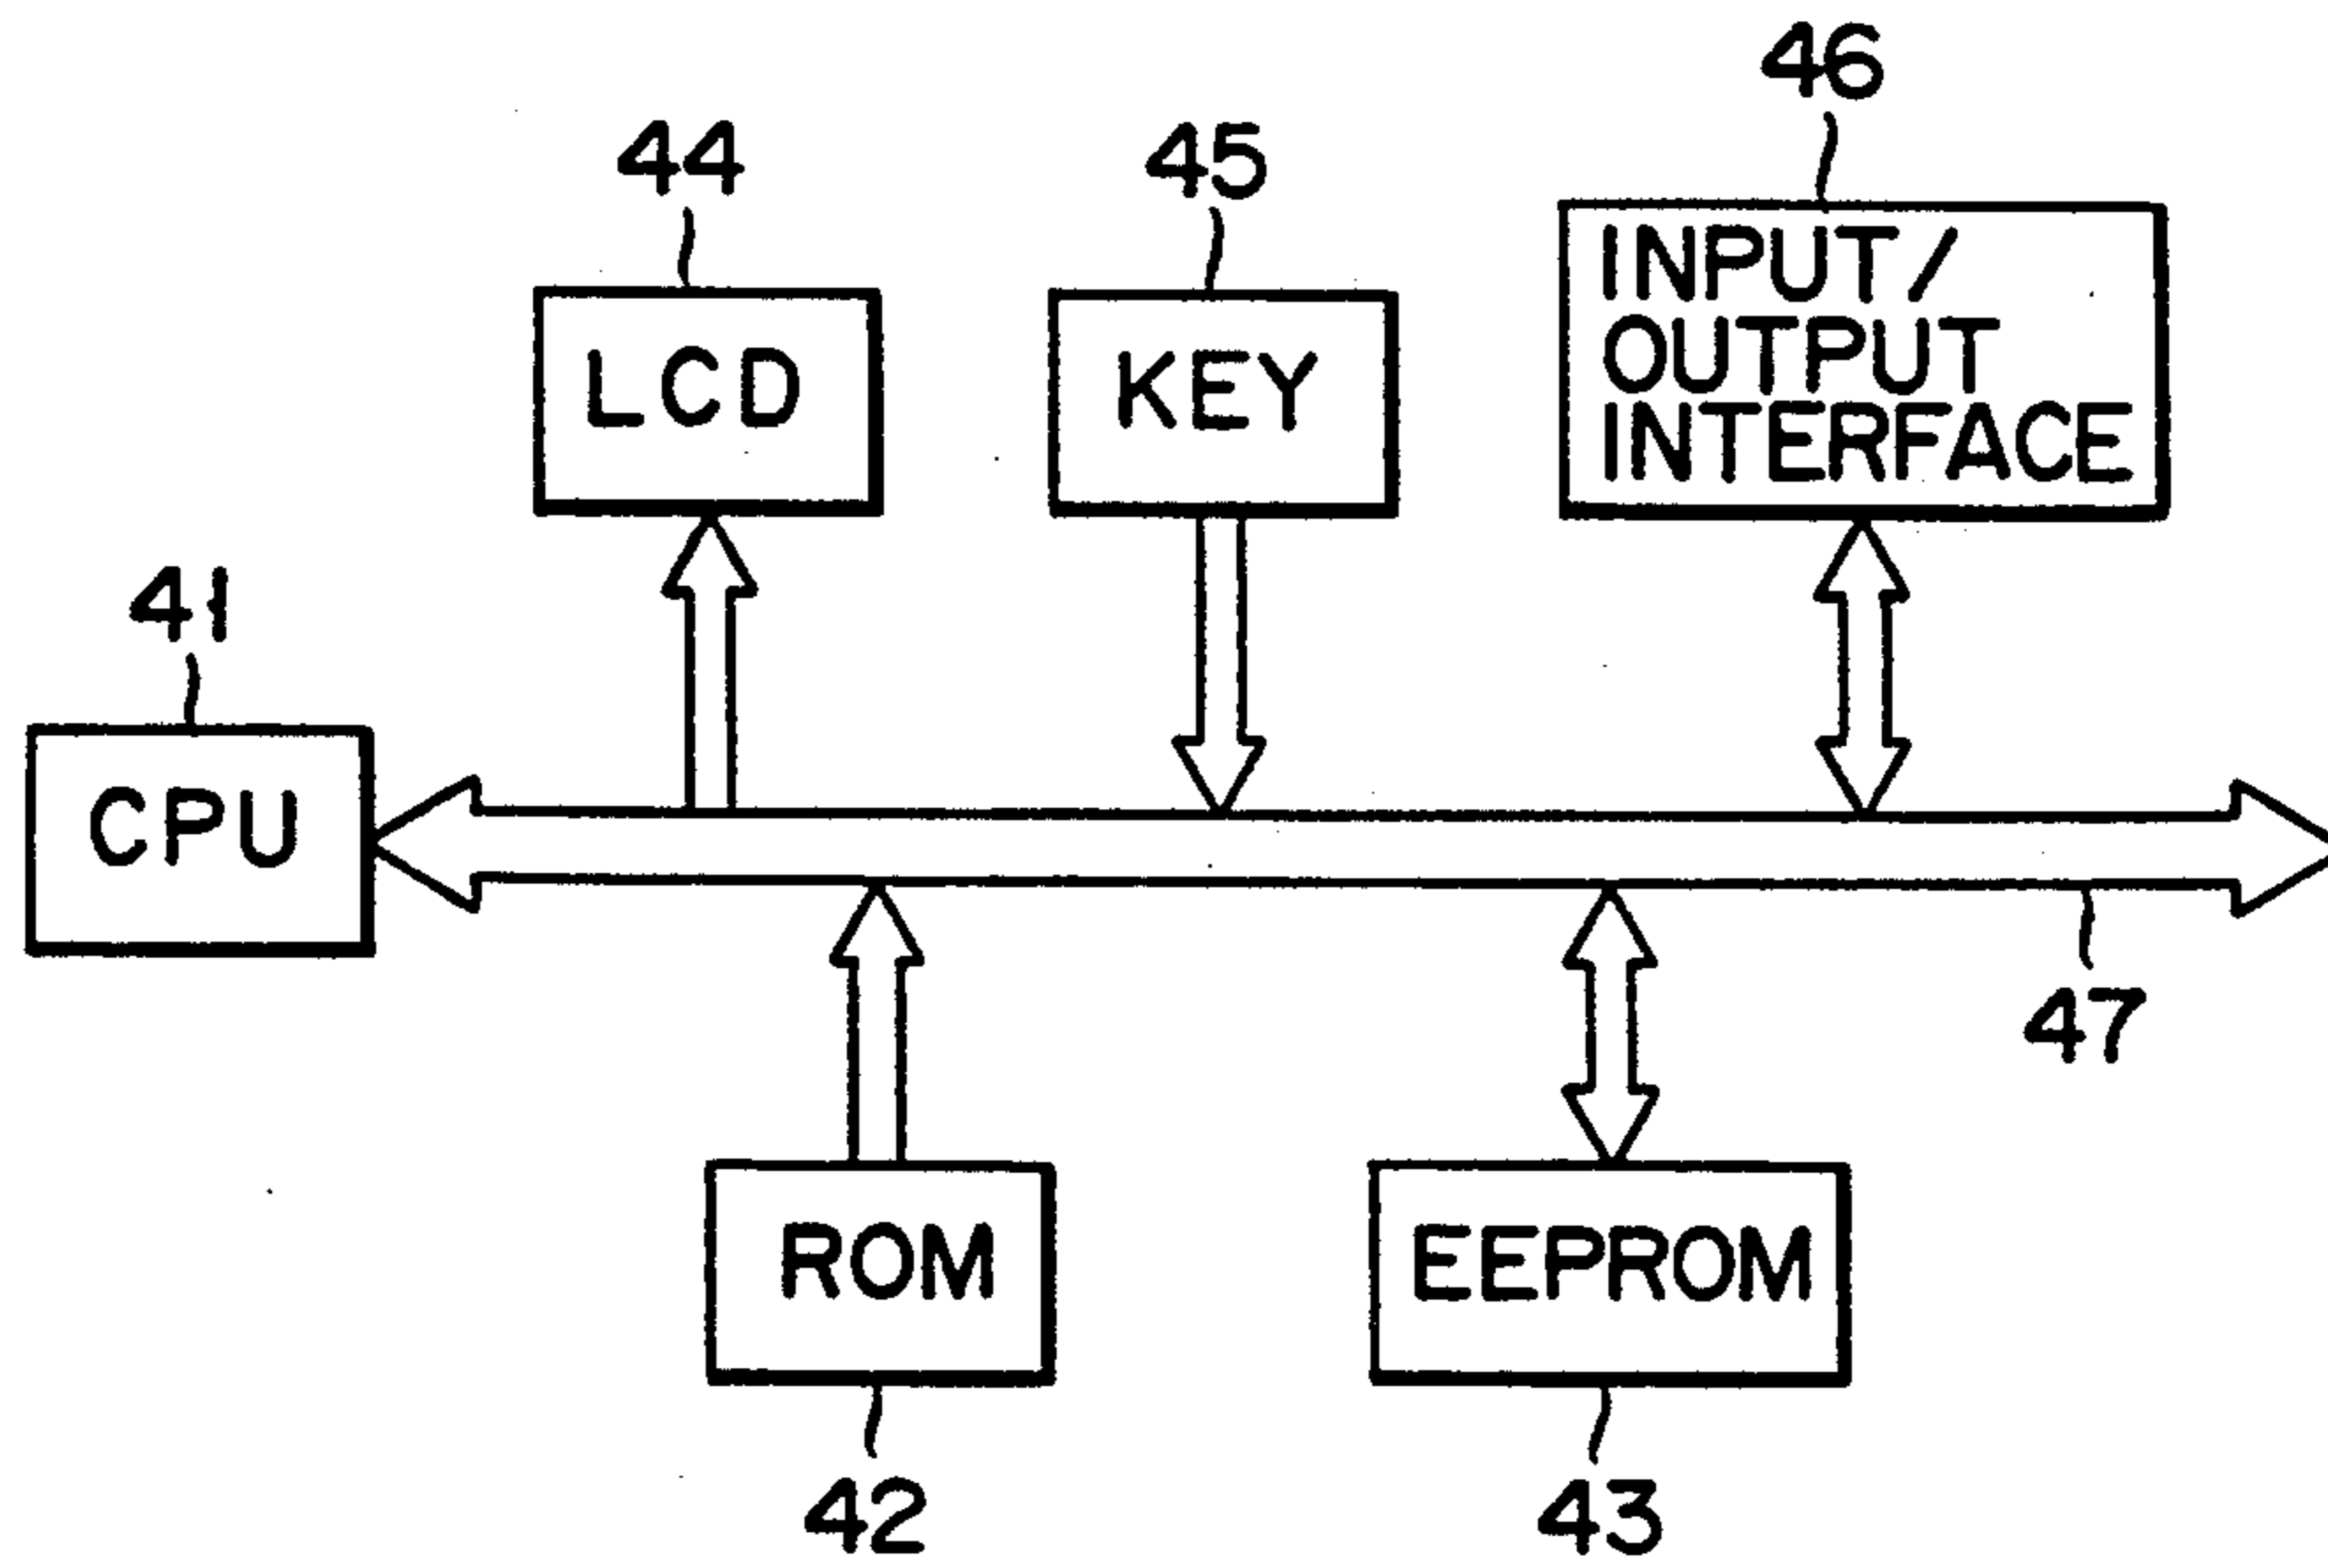 46
44
45
INPUT/
OUTPUT
INTERFACE
LCD
KEY
41
CPU
47
ROM
EEPROM
42
43